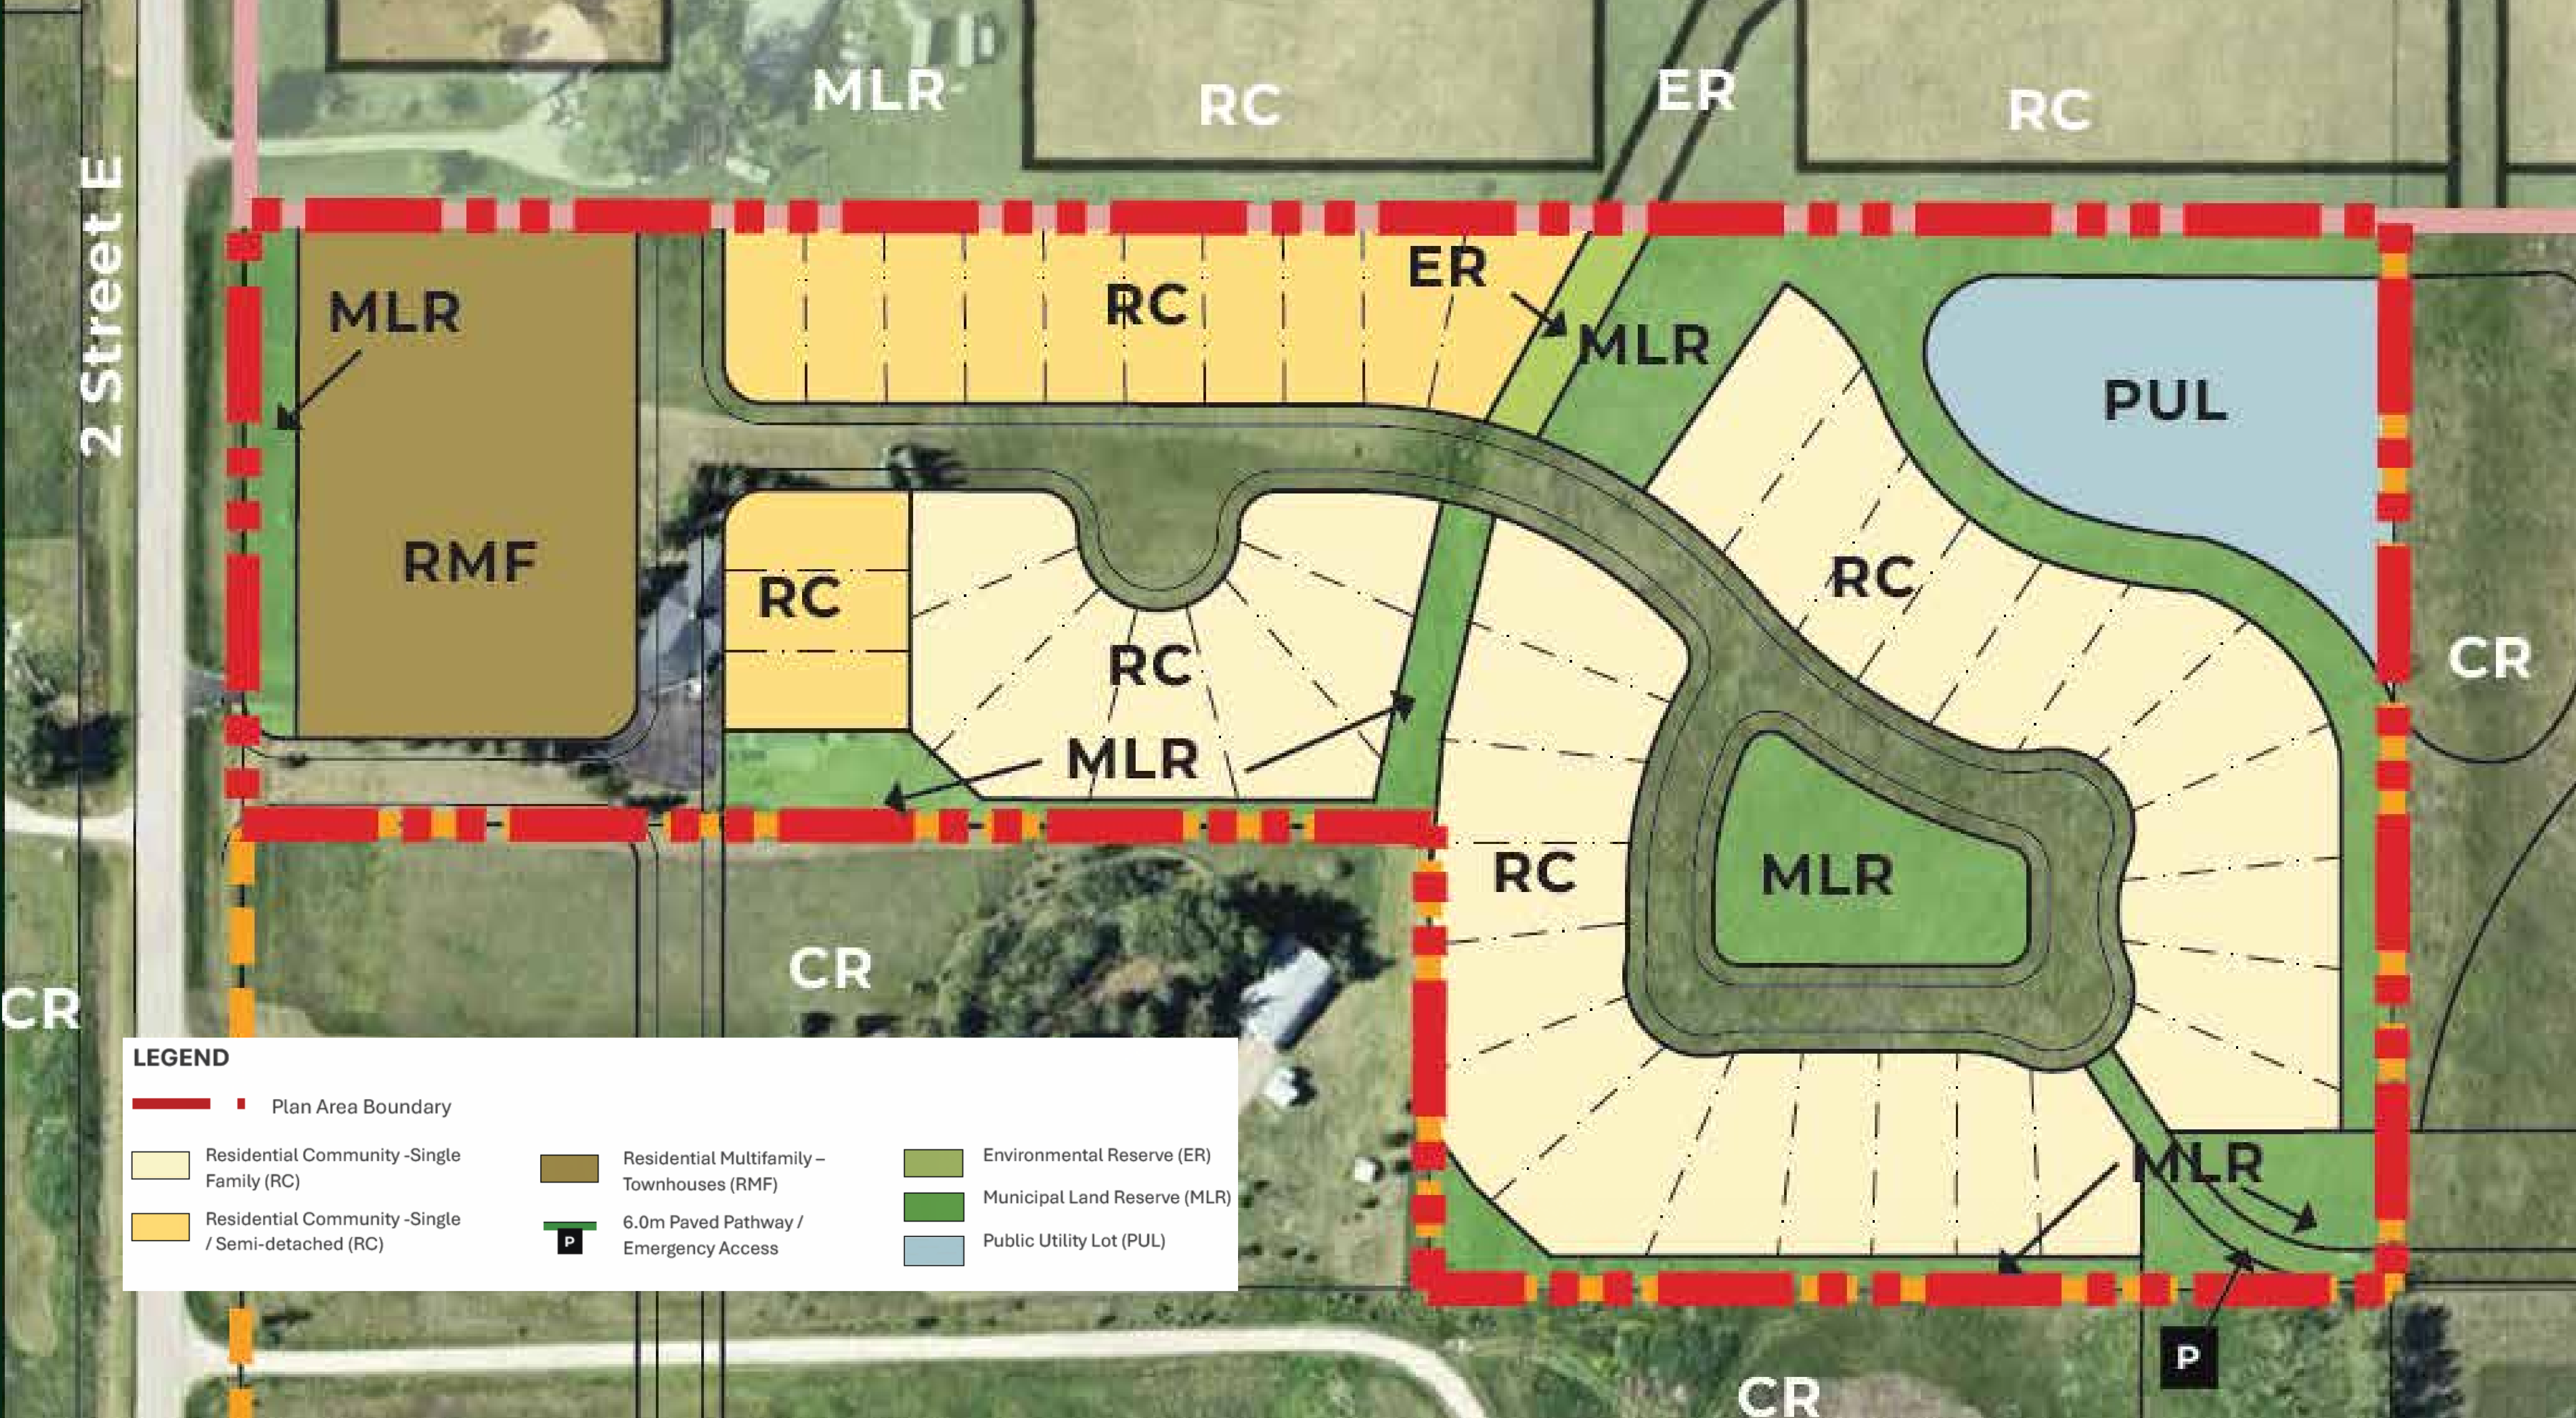 MLR
RC
ER
RC
2 Street E
MLR
RC
ER
MLR
PUL
RMF
RC
RC
RC
CR
MLR
RC
MLR
CR
CR
MLR
P
CR
LEGEND
Plan Area Boundary
Residential Community -Single
Family (RC)
Residential Community -Single
/ Semi-detached (RC)
Residential Multifamily –
Townhouses (RMF)
P
6.0m Paved Pathway /
Emergency Access
Environmental Reserve (ER)
Municipal Land Reserve (MLR)
Public Utility Lot (PUL)